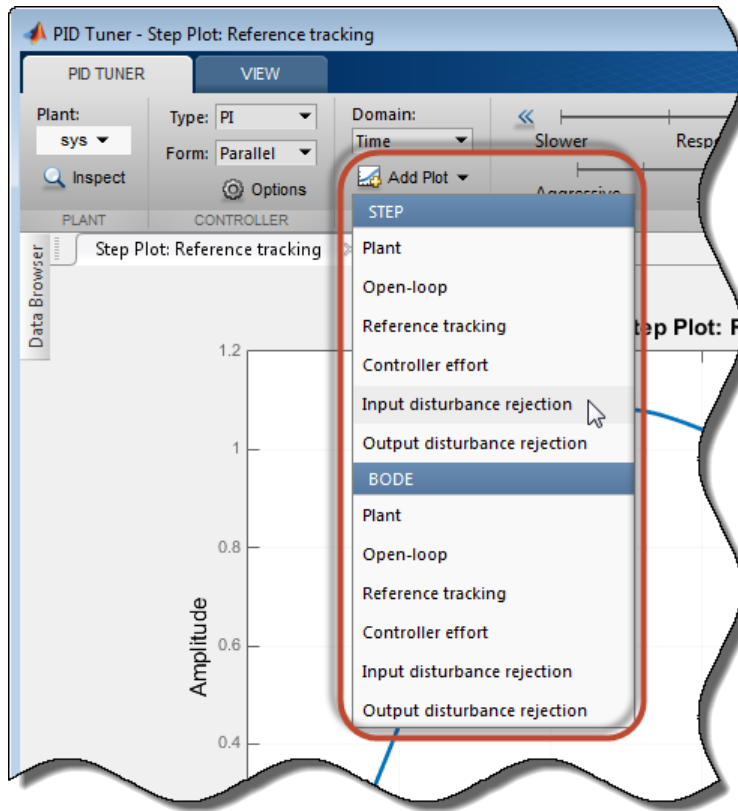 PID Tuner - Step Plot: Reference tracking
PID TUNER
VIEW
Plant:
sys
Inspect
PLANT
Type: PI
Form: Parallel
Options
CONTROLLER
Domain:
Time
Add Plot
Slower
Aggressive
Data Browser
Step Plot: Reference tracking
STEP
Plant
Open-loop
Reference tracking
Controller effort
Input disturbance rejection
Output disturbance rejection
BODE
Plant
Open-loop
Reference tracking
Controller effort
Input disturbance rejection
Output disturbance rejection
Plot:
Amplitude
1.2
1
0.8
0.6
0.4